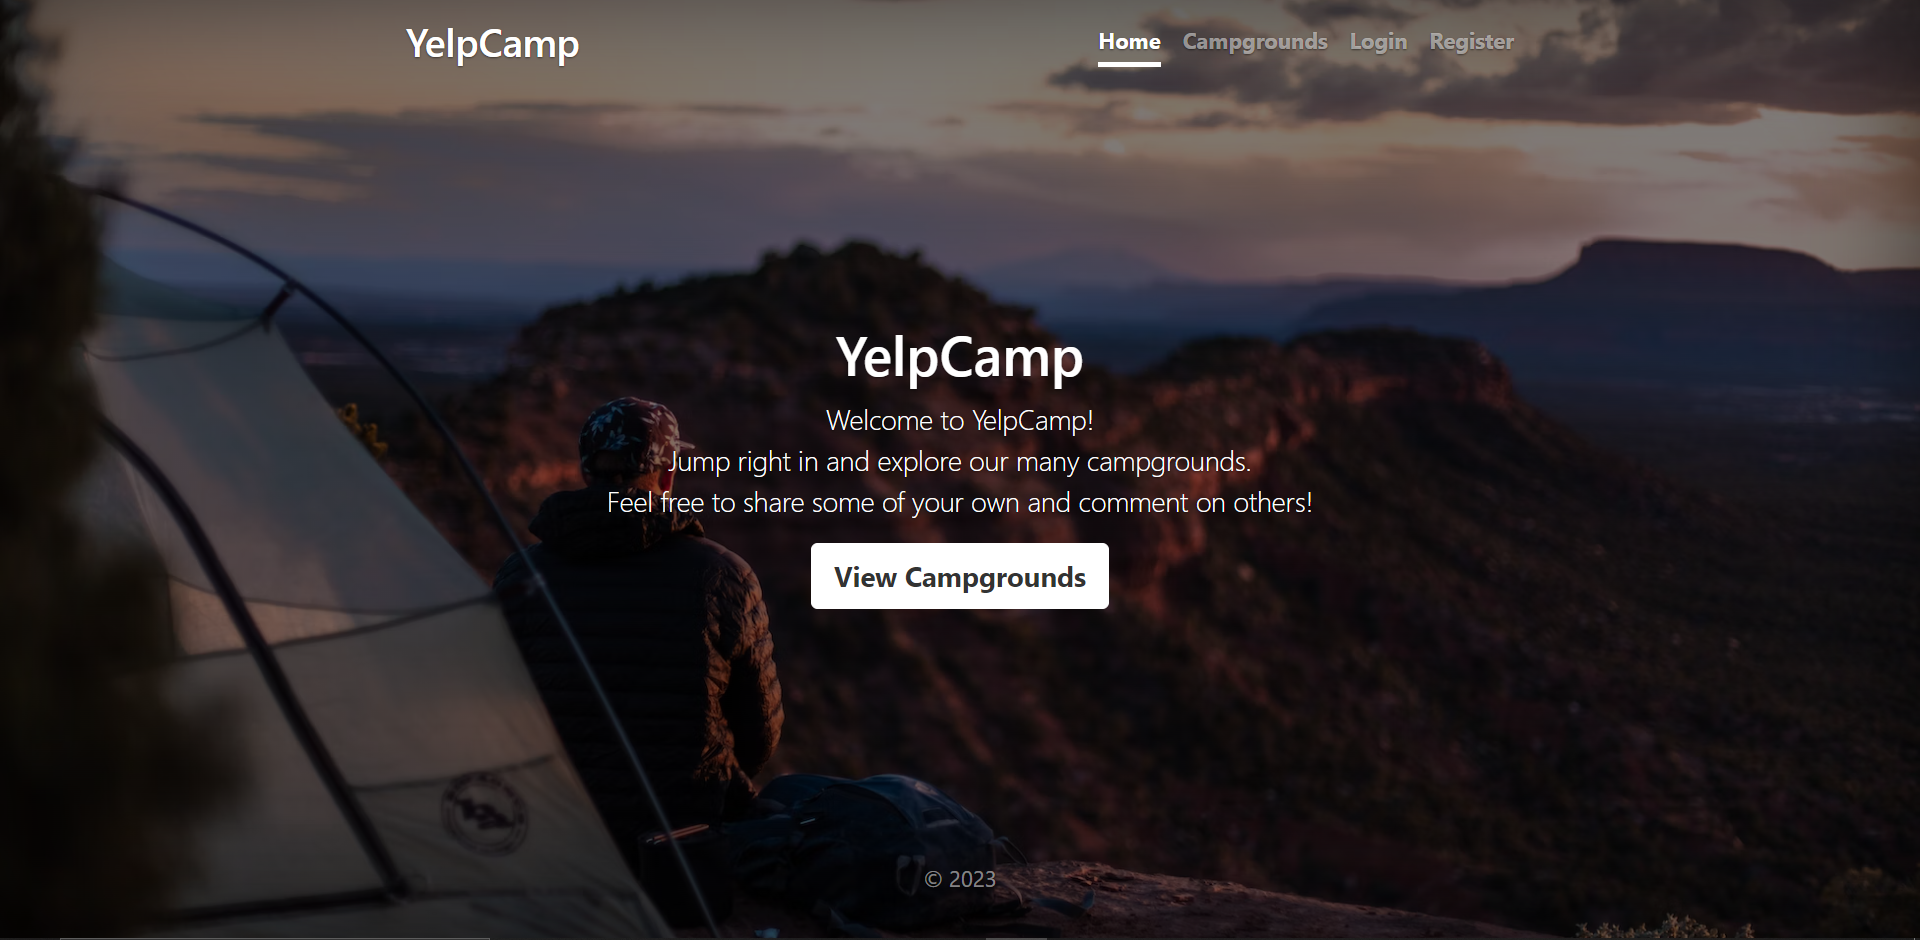 YelpCamp
Home Campgrounds Login Register
YelpCamp
Welcome to YelpCamp!
Jump right in and explore our many campgrounds.
Feel free to share some of your own and comment on others!
View Campgrounds
© 2023